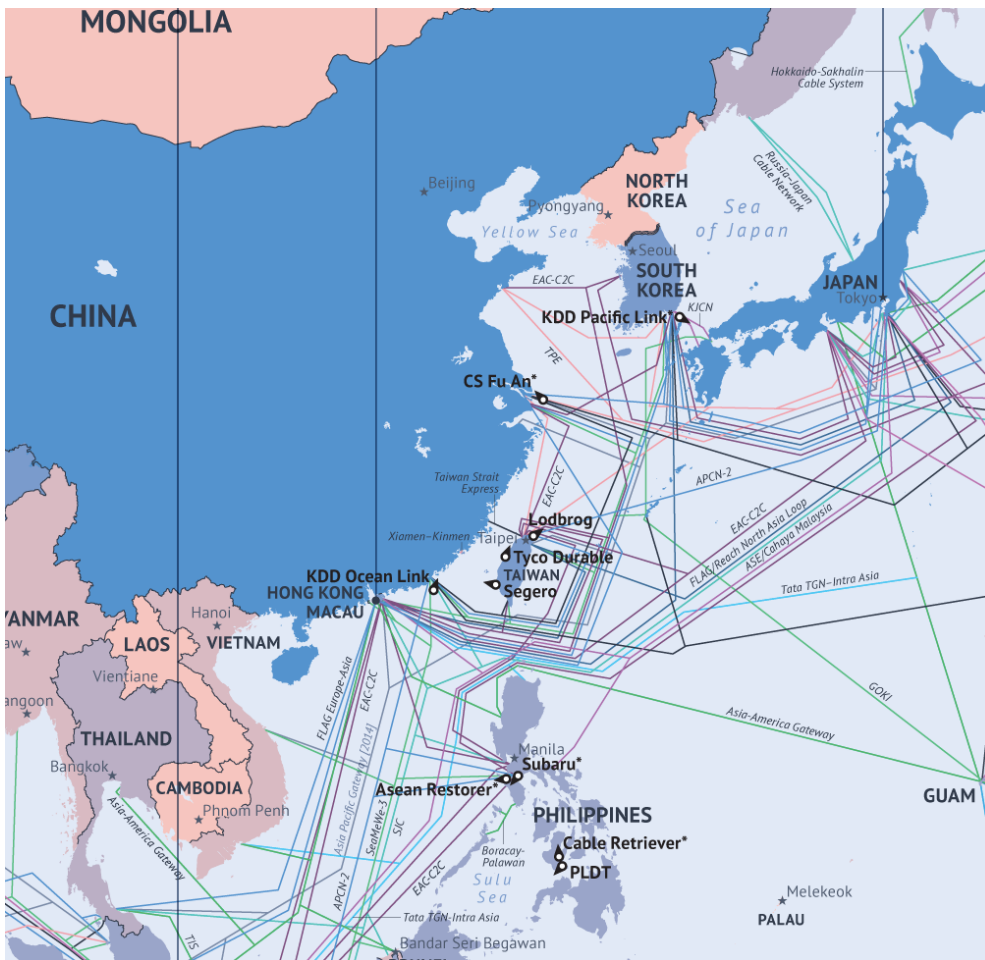 MONGOLIA
Hokkaido-Sakhalin
Cable System
Beijing
Russia–Japan
Cable Network
NORTH
KOREA
Pyongyang
Sea
of Japan
Yellow Sea
Seoul
SOUTH
KOREA
EAC-C2C
JAPAN
Tokyo
CHINA
KJCN
KDD Pacific Link*
TPE
CS Fu An*
Taiwan Strait
Express
EAC-C2C
APCN-2
EAC-C2C
FLAG/Reach North Asia Loop
ASE/Cahaya Malaysia
Lodbrog
Xiamen–Kinmen
Taipei
Tyco Durable
TAIWAN
Segero
KDD Ocean Link
HONG KONG
MACAU
Tata TGN–Intra Asia
YANMAR
aw
LAOS
Hanoi
VIETNAM
Vientiane
angoon
THAILAND
Bangkok
CAMBODIA
Phnom Penh
FLAG Europe-Asia
EAC-C2C
Asia Pacific Gateway [2014]
SeaMeWe-3
SJC
GOKI
Asia-America Gateway
Manila
Subaru*
Asean Restorer*
PHILIPPINES
GUAM
Asia-America Gateway
Cable Retriever*
PLDT
Boracay-
Palawan
EAC-C2C
Sulu
Sea
APCN-2
Melekeok
PALAU
TIS
Tata TGN-Intra Asia
Bandar Seri Begawan
BRUNEI